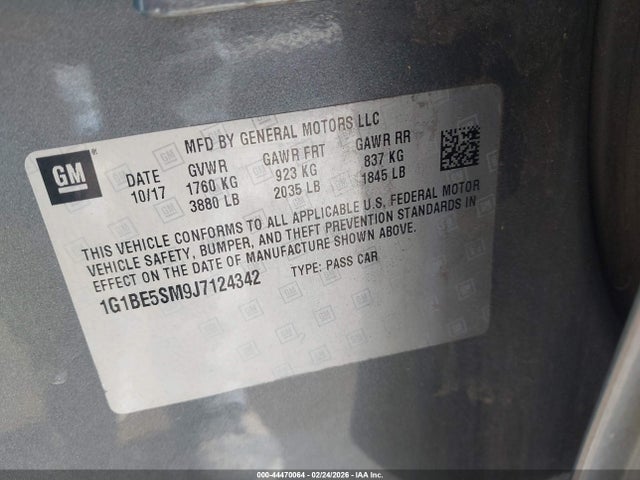 MFD BY GENERAL MOTORS LLC
GM
DATE GVWR GAWR FRT GAWR RR
10/17 1760 KG 923 KG 837 KG
3880 LB 2035 LB 1845 LB
THIS VEHICLE CONFORMS TO ALL APPLICABLE U.S. FEDERAL MOTOR
VEHICLE SAFETY, BUMPER, AND THEFT PREVENTION STANDARDS IN
EFFECT ON THE DATE OF MANUFACTURE SHOWN ABOVE.
1G1BE5SM9J7124342 TYPE: PASS CAR
000-44470064 - 02/24/2026 - IAA Inc.